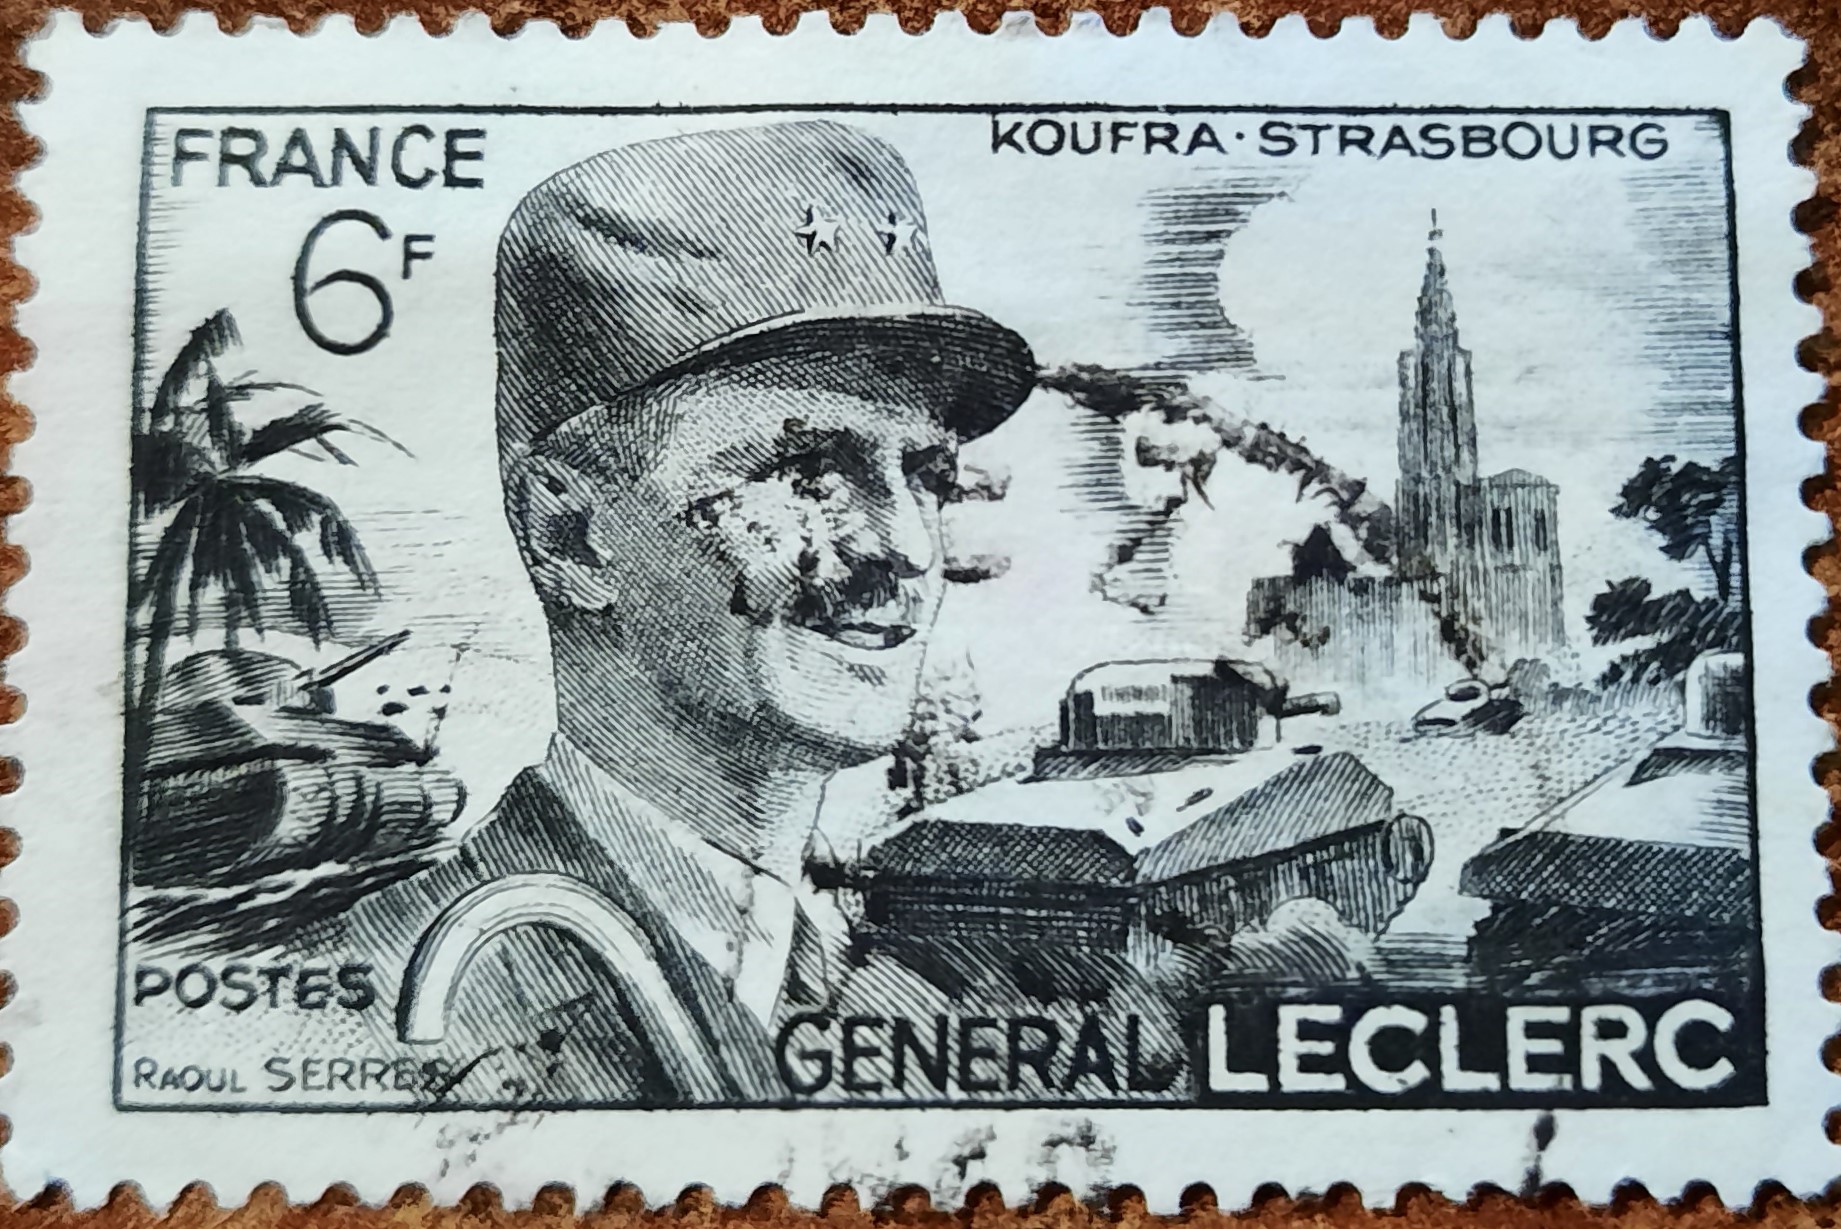 FRANCE
6F
KOUFRA·STRASBOURG
POSTES
RAOUL SERRES
GENERAL LECLERC